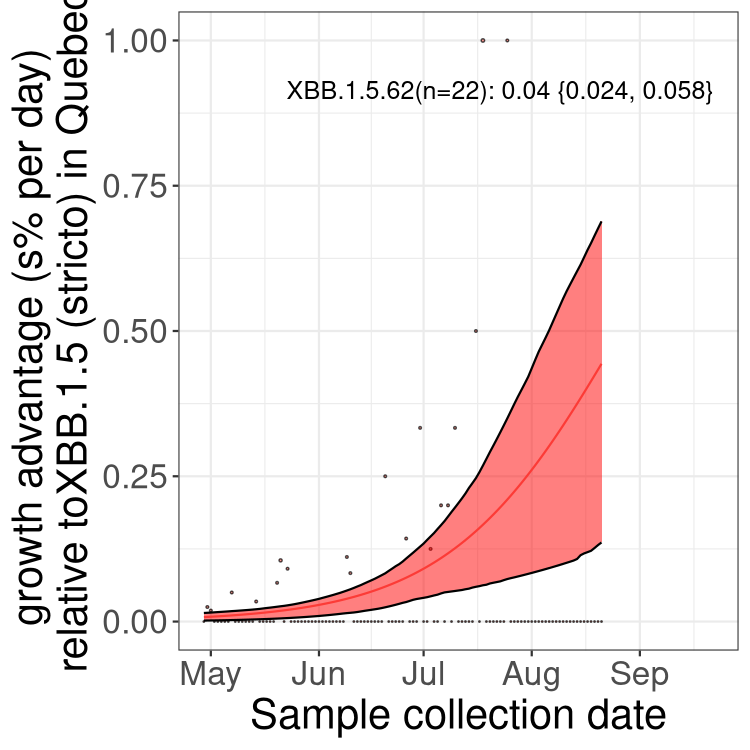 growth advantage (s% per day)
relative toXBB.1.5 (stricto) in Quebec
1.00
XBB.1.5.62(n=22): 0.04 {0.024, 0.058}
0.75
0.50
0.25
0.00
May Jun Jul Aug Sep
Sample collection date